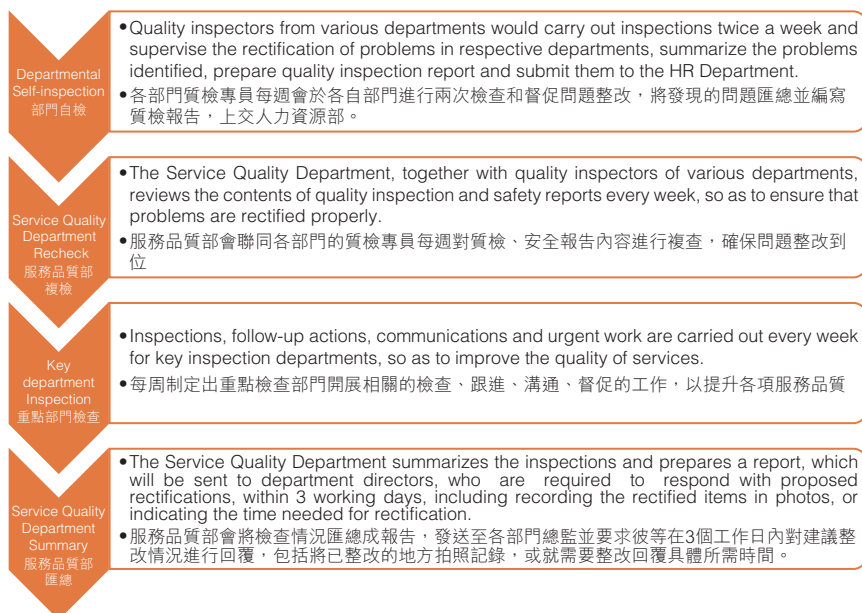 Departmental
Self-inspection
部門自檢
•Quality inspectors from various departments would carry out inspections twice a week and
supervise the rectification of problems in respective departments, summarize the problems
identified, prepare quality inspection report and submit them to the HR Department.
•各部門質檢專員每週會於各自部門進行兩次檢查和督促問題整改，將發現的問題匯總並編寫
質檢報告，上交人力資源部。
Service Quality
Department
Recheck
服務品質部
複檢
•The Service Quality Department, together with quality inspectors of various departments,
reviews the contents of quality inspection and safety reports every week, so as to ensure that
problems are rectified properly.
•服務品質部會聯同各部門的質檢專員每週對質檢、安全報告內容進行複查，確保問題整改到
位
Key
department
Inspection
重點部門檢查
•Inspections, follow-up actions, communications and urgent work are carried out every week
for key inspection departments, so as to improve the quality of services.
•每周制定出重點檢查部門開展相關的檢查、跟進、溝通、督促的工作，以提升各項服務品質
Service Quality
Department
Summary
服務品質部
匯總
•The Service Quality Department summarizes the inspections and prepares a report, which
will be sent to department directors, who are required to respond with proposed
rectifications, within 3 working days, including recording the rectified items in photos, or
indicating the time needed for rectification.
•服務品質部會將檢查情況匯總成報告，發送至各部門總監並要求彼等在3個工作日內對建議整
改情況進行回覆，包括將已整改的地方拍照記錄，或就需要整改回覆具體所需時間。